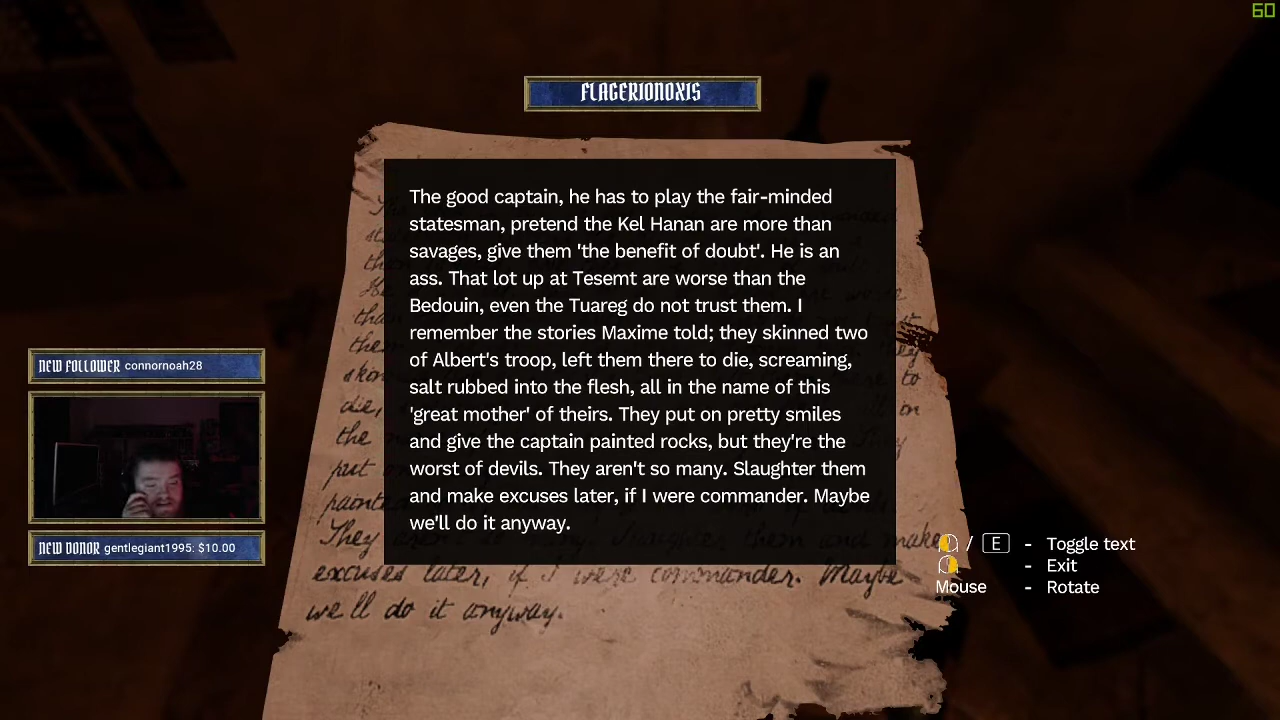 60
FLAGERIONOXIS
The good captain, he has to play the fair-minded
statesman, pretend the Kel Hanan are more than
savages, give them 'the benefit of doubt'. He is an
ass. That lot up at Tesemt are worse than the
Bedouin, even the Tuareg do not trust them. I
remember the stories Maxime told; they skinned two
of Albert's troop, left them there to die, screaming,
salt rubbed into the flesh, all in the name of this
'great mother' of theirs. They put on pretty smiles
and give the captain painted rocks, but they're the
worst of devils. They aren't so many. Slaughter them
and make excuses later, if I were commander. Maybe
we'll do it anyway.
excuses later, if I were commander. Maybe
we'll do it anyway.
NEW FOLLOWER connornoah28
NEW DONOR gentlegiant1995: $10.00
/ E - Toggle text
- Exit
Mouse - Rotate